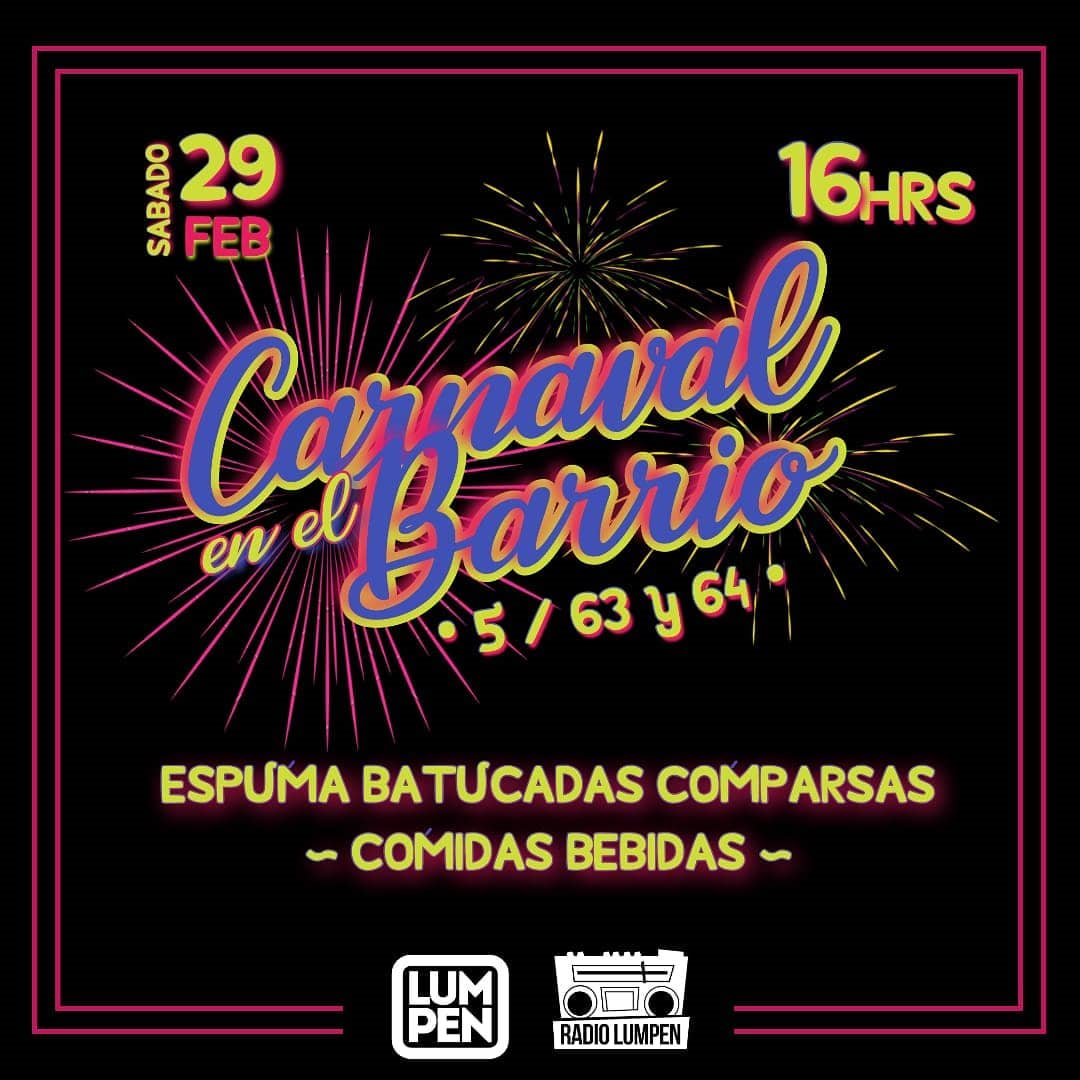 SABADO
29
FEB
16HRS
Carnaval
en el Barrio
• 5 / 63 y 64 •
ESPUMA BATUCADAS COMPARSAS
~ COMIDAS BEBIDAS ~
LUM
PEN
RADIO LUMPEN